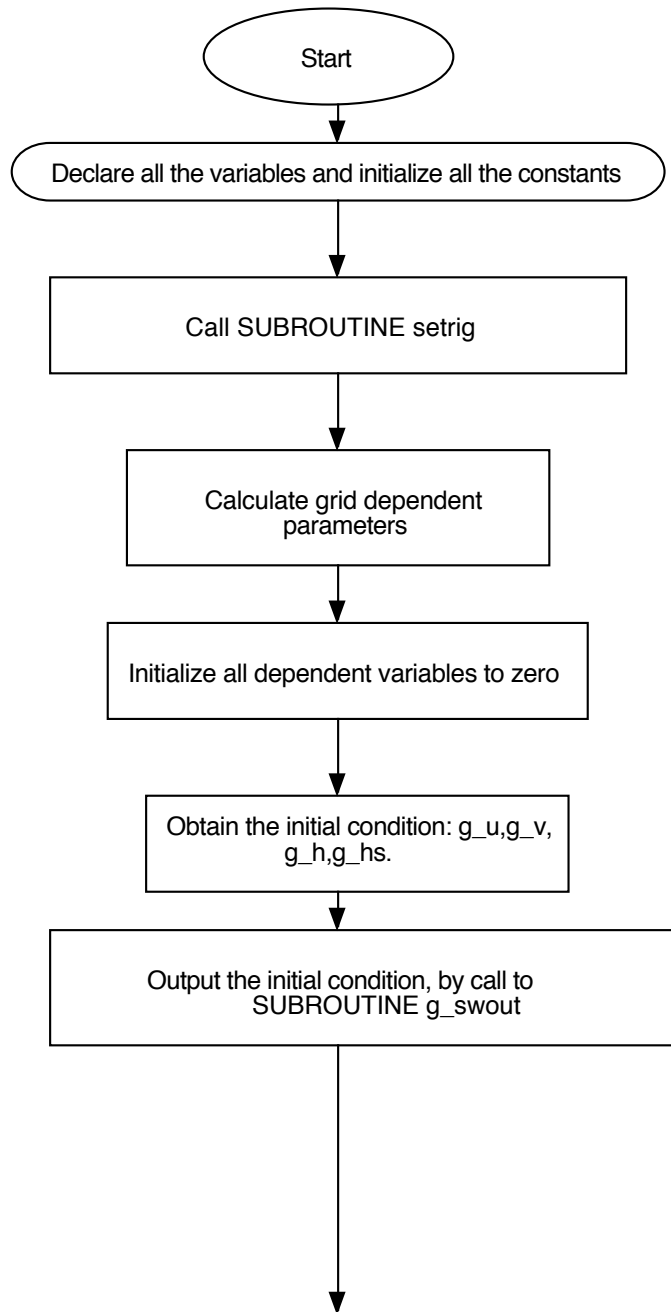 Start
Declare all the variables and initialize all the constants
Call SUBROUTINE setrig
Calculate grid dependent
parameters
Initialize all dependent variables to zero
Obtain the initial condition: g_u,g_v,
g_h,g_hs.
Output the initial condition, by call to
SUBROUTINE g_swout